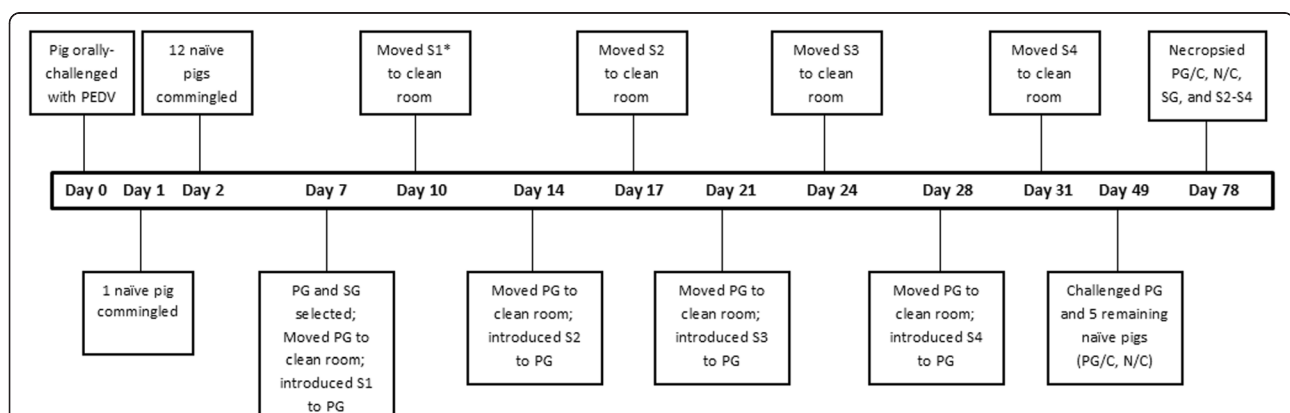 Pig orally-
challenged
with PEDV
12 naïve
pigs
commingled
Moved S1*
to clean
room
Moved S2
to clean
room
Moved S3
to clean
room
Moved S4
to clean
room
Necropsied
PG/C, N/C,
SG, and S2-S4
Day 0 Day 1 Day 2 Day 7 Day 10 Day 14 Day 17 Day 21 Day 24 Day 28 Day 31 Day 49 Day 78
1 naïve pig
commingled
PG and SG
selected;
Moved PG to
clean room;
introduced S1
to PG
Moved PG to
clean room;
introduced S2
to PG
Moved PG to
clean room;
introduced S3
to PG
Moved PG to
clean room;
introduced S4
to PG
Challenged PG
and 5 remaining
naïve pigs
(PG/C, N/C)